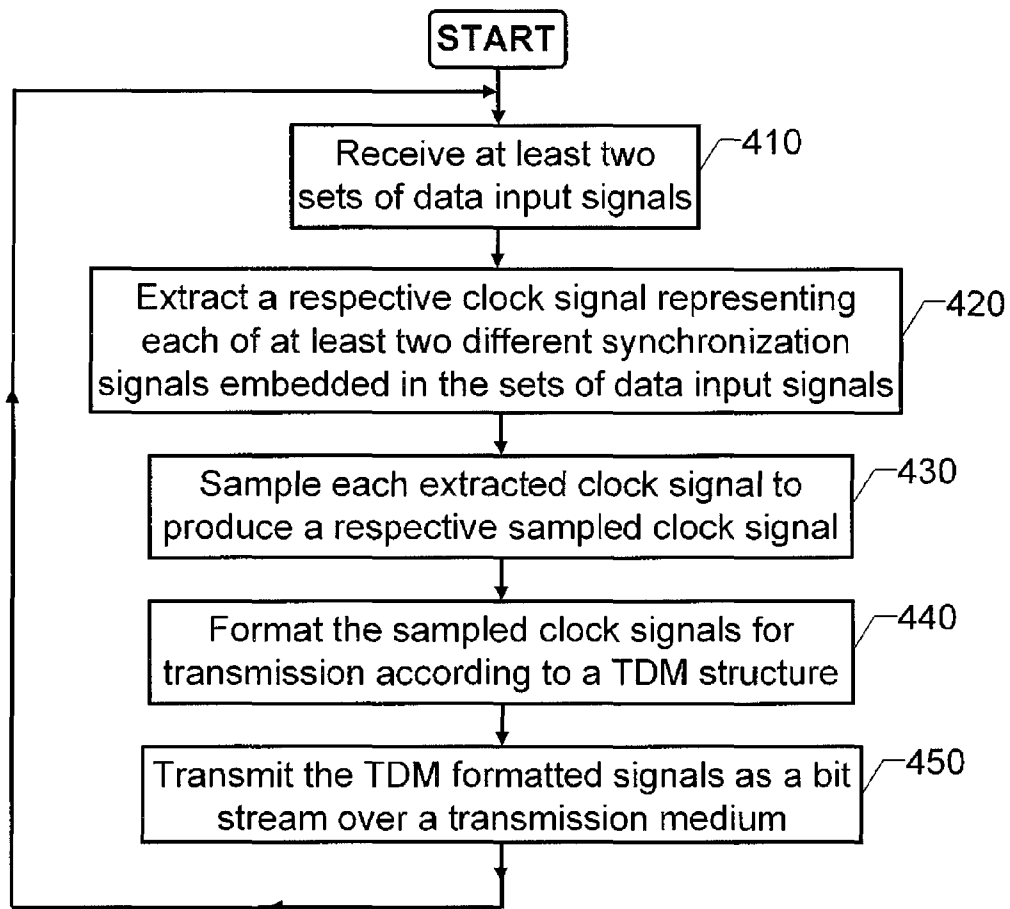 START
Receive at least two
sets of data input signals
410
Extract a respective clock signal representing
each of at least two different synchronization
signals embedded in the sets of data input signals
420
Sample each extracted clock signal to
produce a respective sampled clock signal
430
Format the sampled clock signals for
transmission according to a TDM structure
440
Transmit the TDM formatted signals as a bit
stream over a transmission medium
450